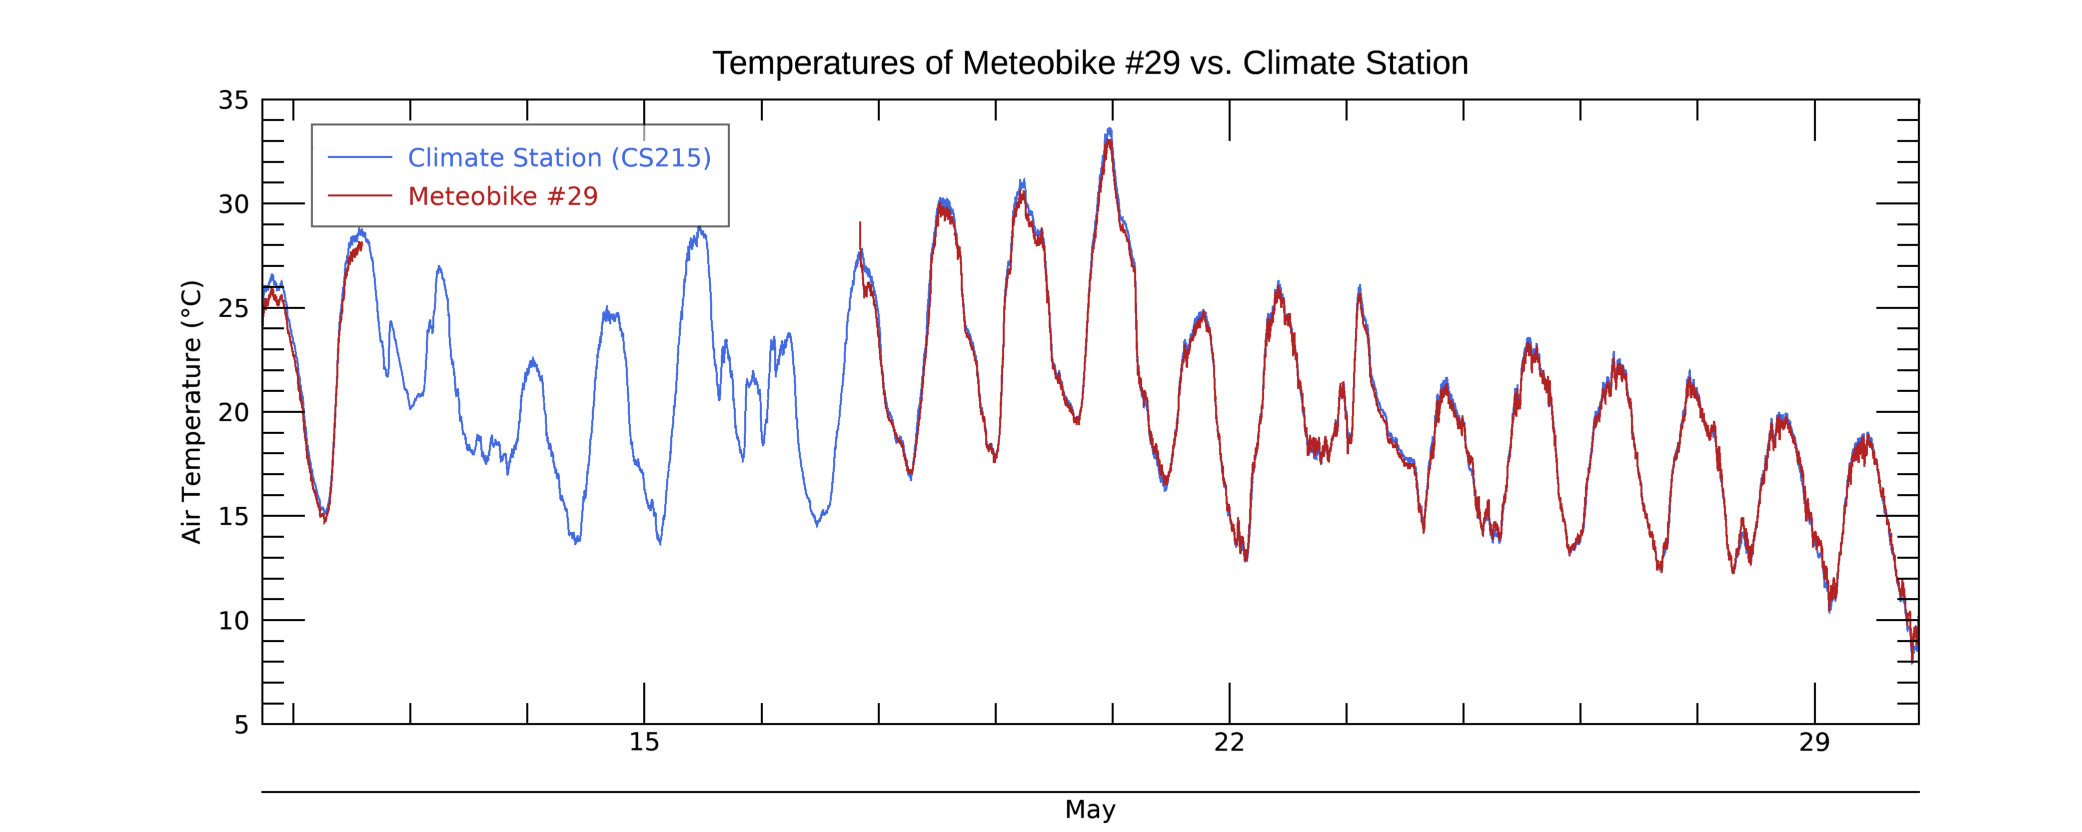 Temperatures of Meteobike #29 vs. Climate Station
35
30
25
20
15
10
5
Air Temperature (°C)
Climate Station (CS215)
Meteobike #29
15 22 29
May